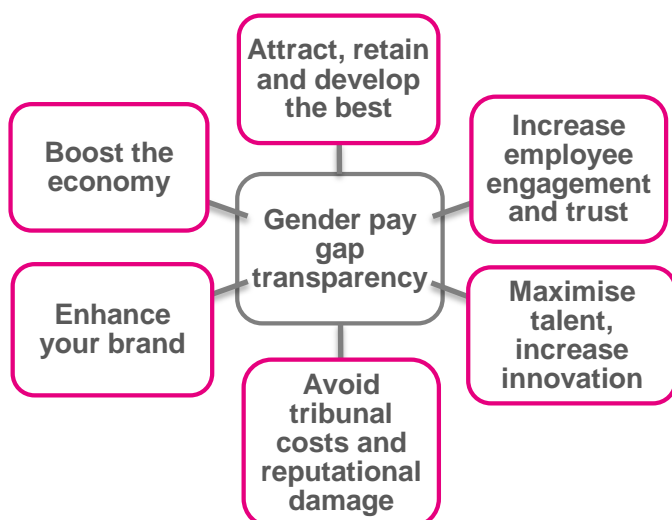 Attract, retain
and develop
the best
Increase
employee
engagement
and trust
Maximise
talent,
increase
innovation
Avoid
tribunal
costs and
reputational
damage
Enhance
your brand
Boost the
economy
Gender pay
gap
transparency